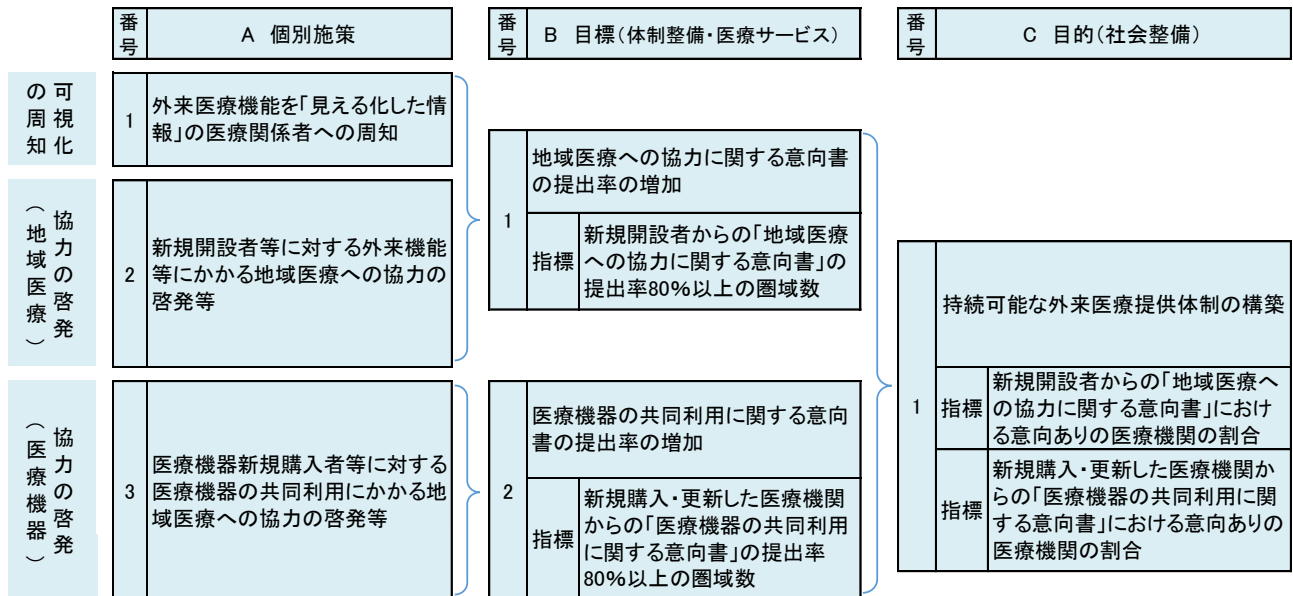 番号
A 個別施策
番号
B 目標(体制整備・医療サービス)
番号
C 目的(社会整備)
可視化
の周知
1
外来医療機能を「見える化した情
報」の医療関係者への周知
協力の啓発
(地域医療)
2
新規開設者等に対する外来機能
等にかかる地域医療への協力の
啓発等
協力の啓発
(医療機器)
3
医療機器新規購入者等に対する
医療機器の共同利用にかかる地
域医療への協力の啓発等
1
地域医療への協力に関する意向書
の提出率の増加
指標
新規開設者からの「地域医療
への協力に関する意向書」の
提出率80%以上の圏域数
2
医療機器の共同利用に関する意向
書の提出率の増加
指標
新規購入・更新した医療機関
からの「医療機器の共同利用
に関する意向書」の提出率
80%以上の圏域数
1
持続可能な外来医療提供体制の構築
指標
新規開設者からの「地域医療へ
の協力に関する意向書」におけ
る意向ありの医療機関の割合
指標
新規購入・更新した医療機関か
らの「医療機器の共同利用に関
する意向書」における意向ありの
医療機関の割合